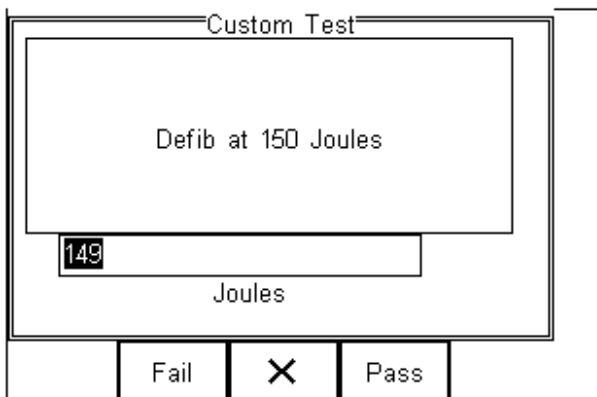 Custom Test
Defib at 150 Joules
149
Joules
Fail
Pass